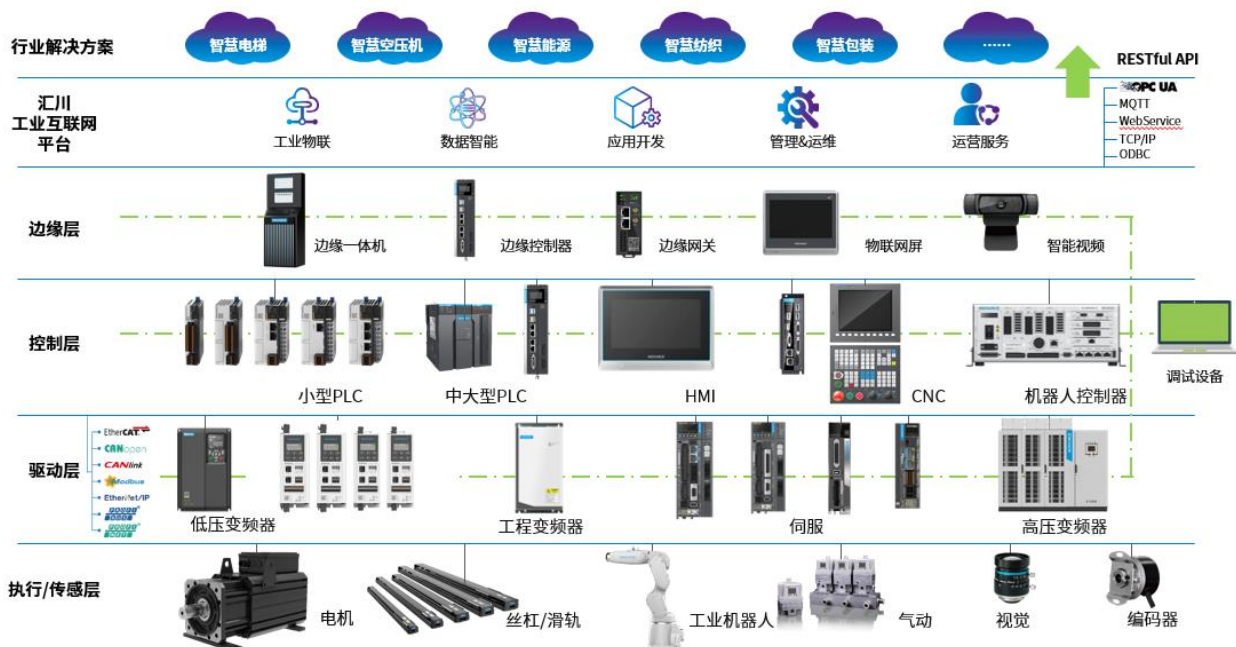 行业解决方案
智慧电梯
智慧空压机
智慧能源
智慧纺织
智慧包装
......
RESTful API
汇川
工业互联网
平台
工业物联
数据智能
应用开发
管理&运维
运营服务
OPC UA
MQTT
WebService
TCP/IP
ODBC
边缘层
边缘一体机
边缘控制器
边缘网关
物联网屏
智能视频
控制层
小型PLC
中大型PLC
HMI
CNC
机器人控制器
调试设备
驱动层
EtherCAT
CANopen
CANlink
Modbus
EtherNet/IP
低压变频器
工程变频器
伺服
高压变频器
执行/传感层
电机
丝杠/滑轨
工业机器人
气动
视觉
编码器